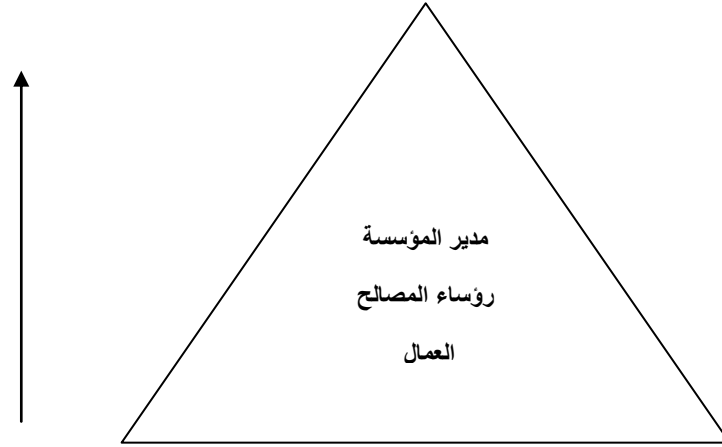 مدير المؤسسة
رؤساء المصالح
العمال